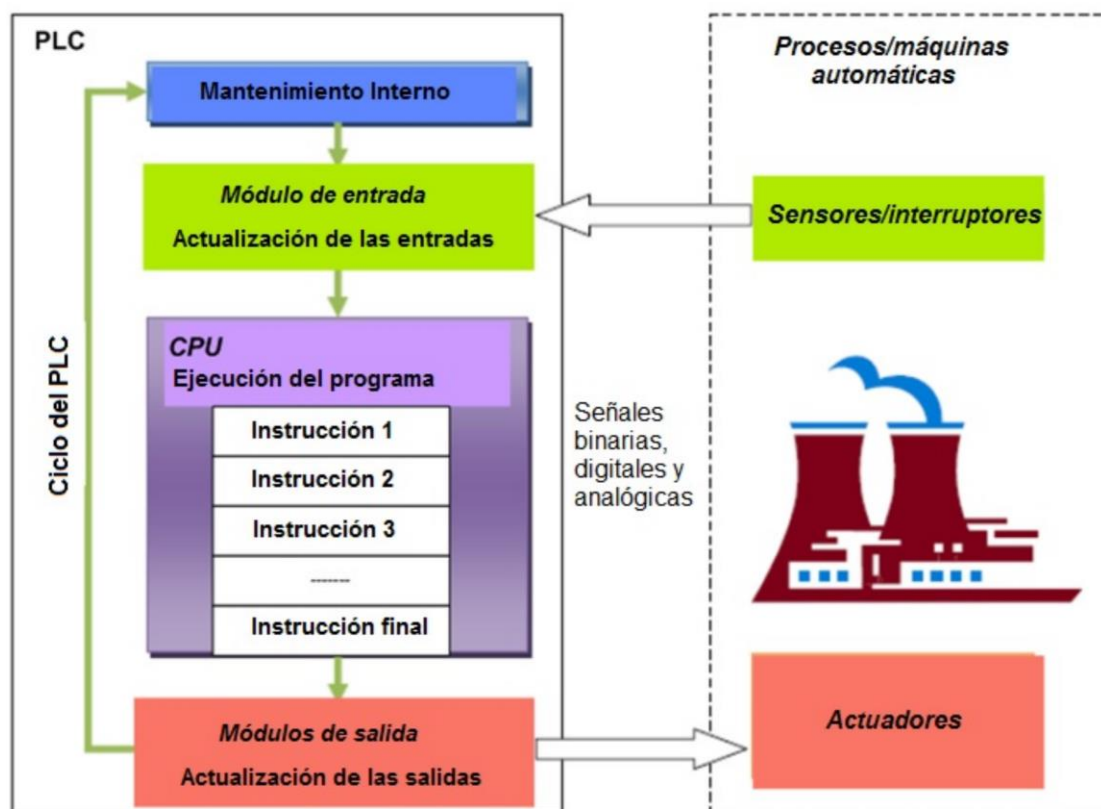 PLC
Mantenimiento Interno
Módulo de entrada
Actualización de las entradas
CPU
Ejecución del programa
Instrucción 1
Instrucción 2
Instrucción 3
-------
Instrucción final
Módulos de salida
Actualización de las salidas
Ciclo del PLC
Señales
binarias,
digitales y
analógicas
Procesos/máquinas
automáticas
Sensores/interruptores
Actuadores